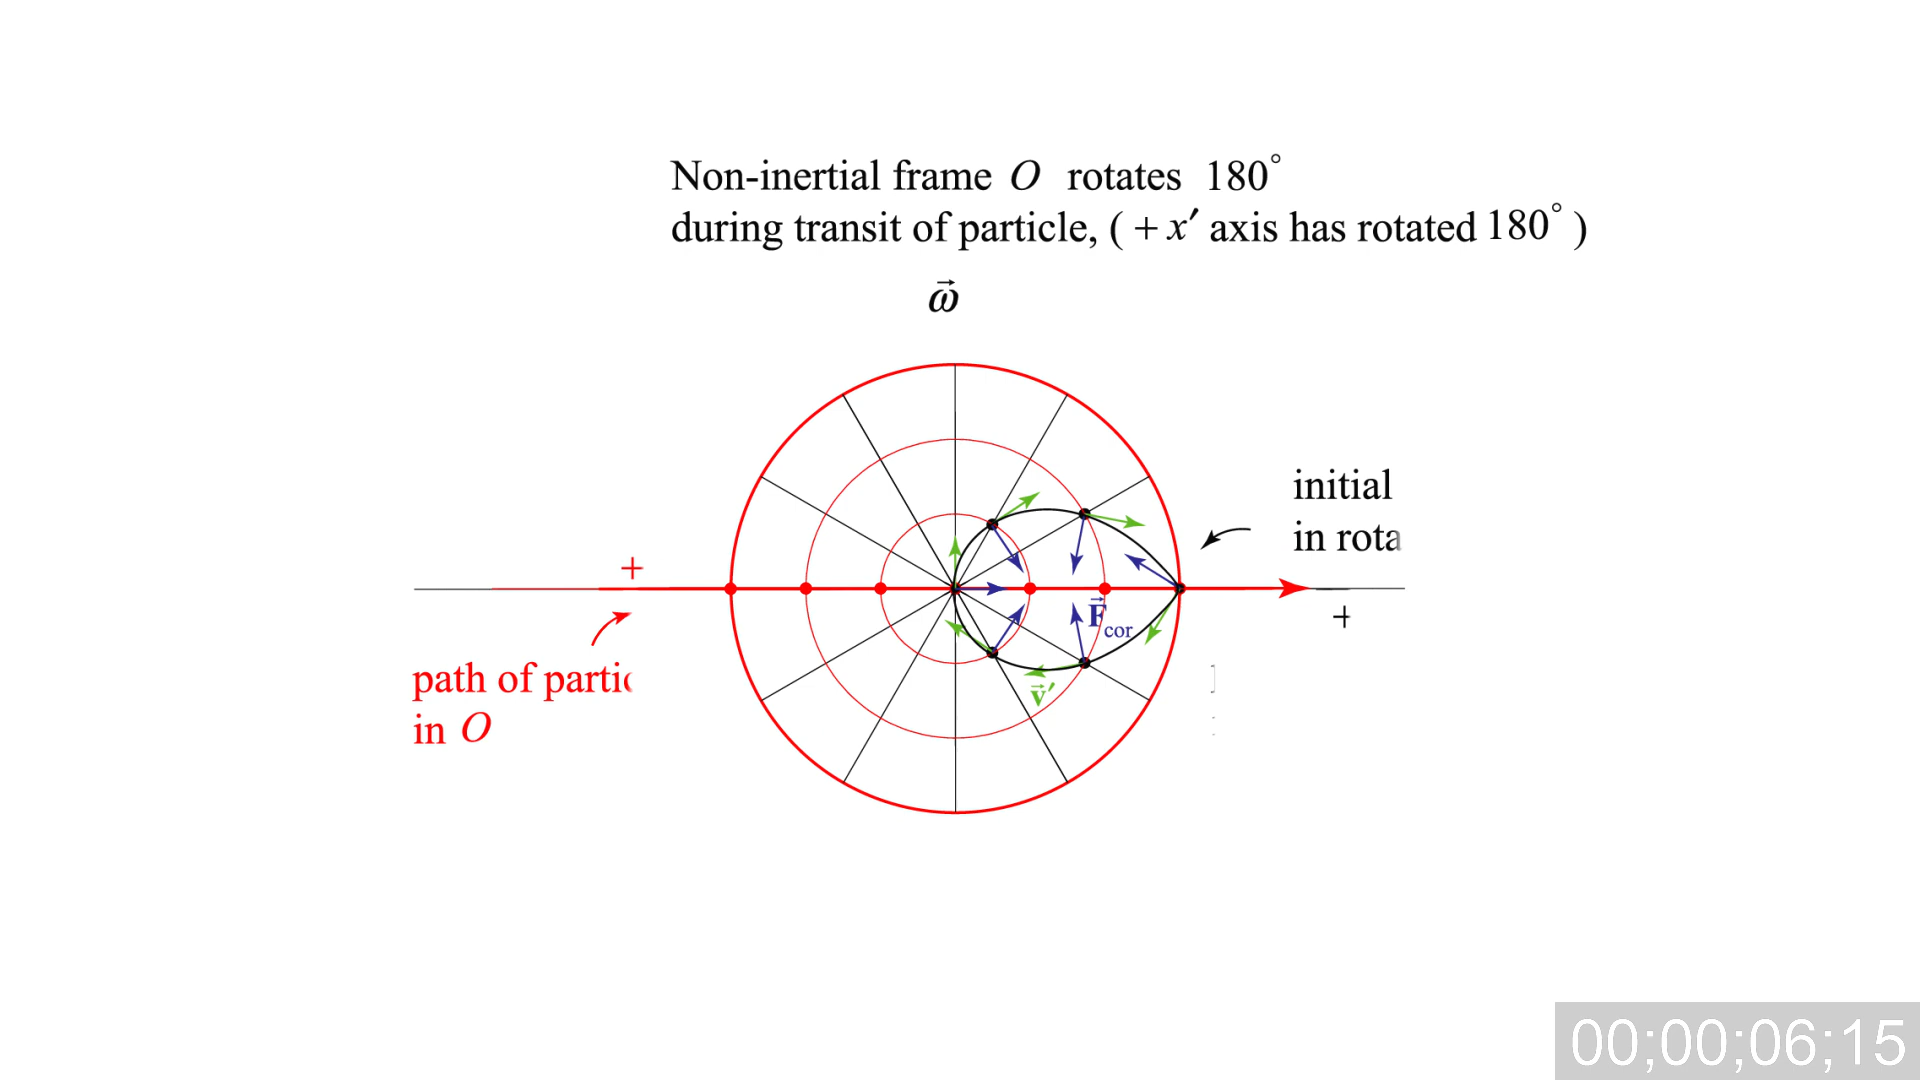 Non-inertial frame O rotates 180°
during transit of particle, ( + x′ axis has rotated 180° )
ω⃗
initial
in rota
+
+
F⃗cor
path of partic
in O
v⃗′
00;00;06;15